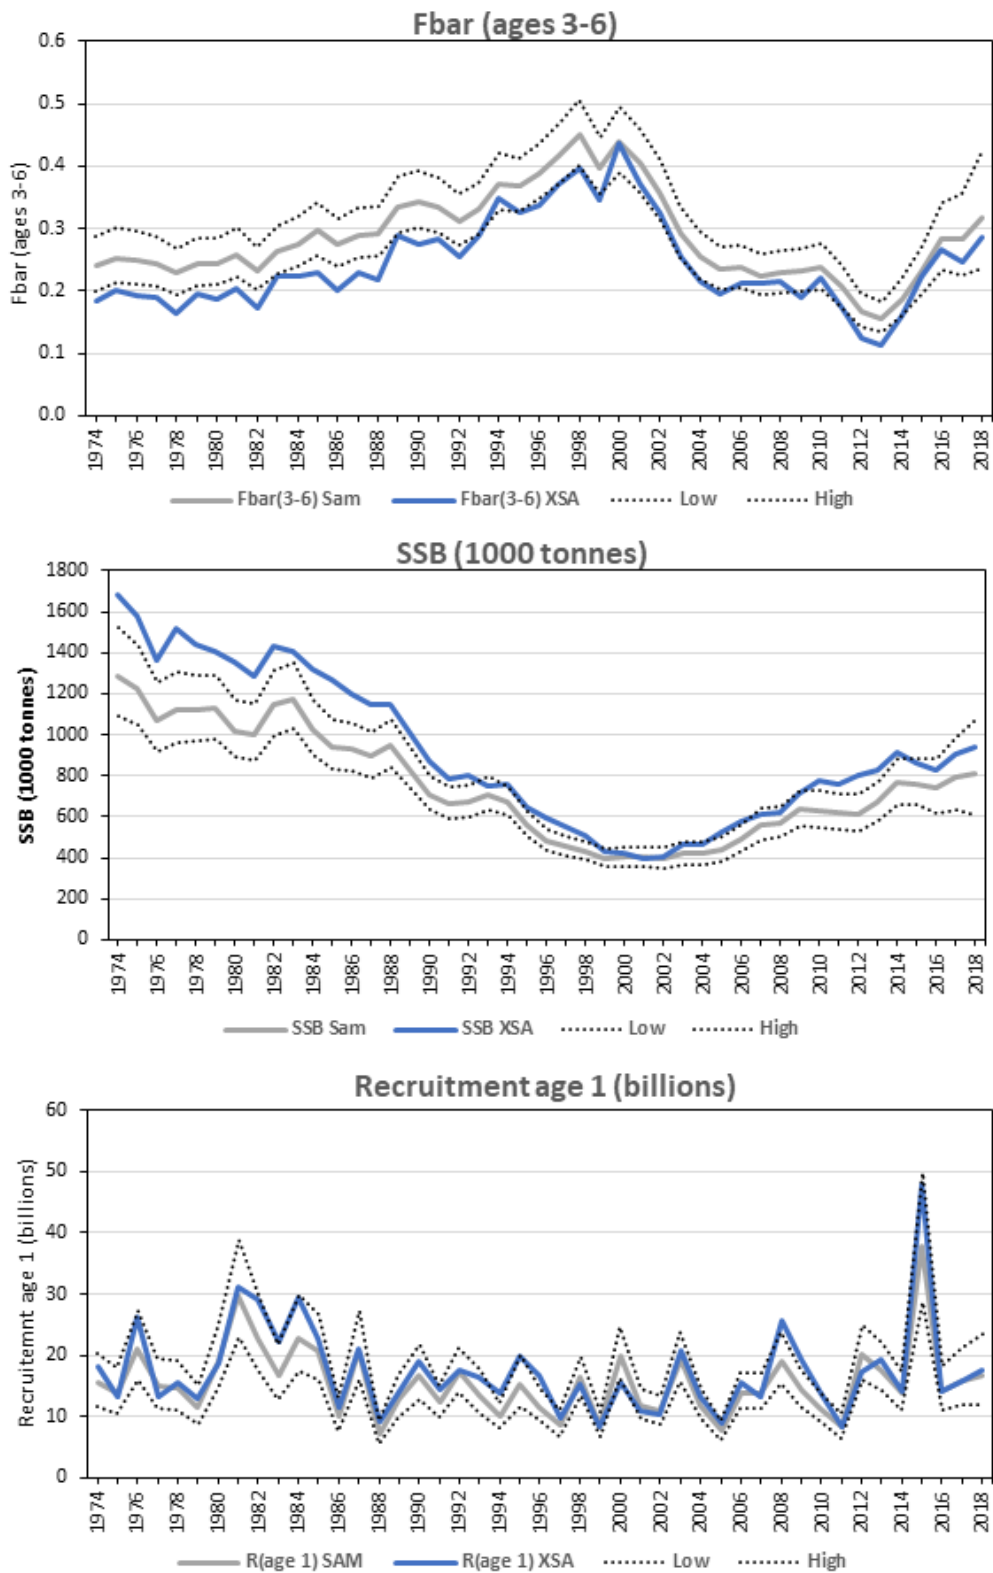 Fbar (ages 3-6)
Fbar (ages 3-6)
0.6
0.5
0.4
0.3
0.2
0.1
0.0
1974 1976 1978 1980 1982 1984 1986 1988 1990 1992 1994 1996 1998 2000 2002 2004 2006 2008 2010 2012 2014 2016 2018
Fbar(3-6) Sam Fbar(3-6) XSA Low High
SSB (1000 tonnes)
SSB (1000 tonnes)
1800
1600
1400
1200
1000
800
600
400
200
0
1974 1976 1978 1980 1982 1984 1986 1988 1990 1992 1994 1996 1998 2000 2002 2004 2006 2008 2010 2012 2014 2016 2018
SSB Sam SSB XSA Low High
Recruitment age 1 (billions)
Recruitemnt age 1 (billions)
60
50
40
30
20
10
0
1974 1976 1978 1980 1982 1984 1986 1988 1990 1992 1994 1996 1998 2000 2002 2004 2006 2008 2010 2012 2014 2016 2018
R(age 1) SAM R(age 1) XSA Low High